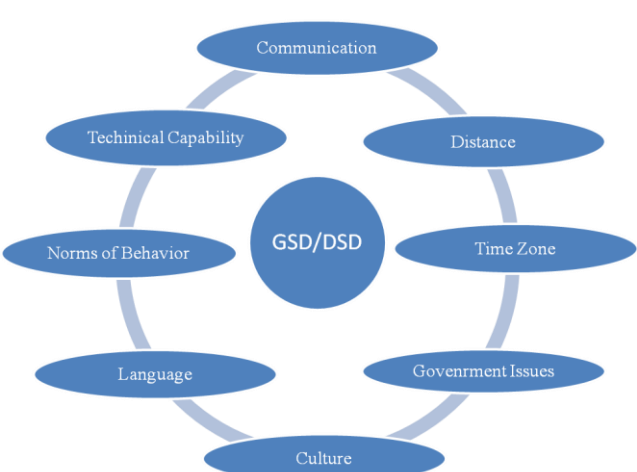 Communication
Techinical Capability
Distance
GSD/DSD
Norms of Behavior
Time Zone
Language
Govenrment Issues
Culture